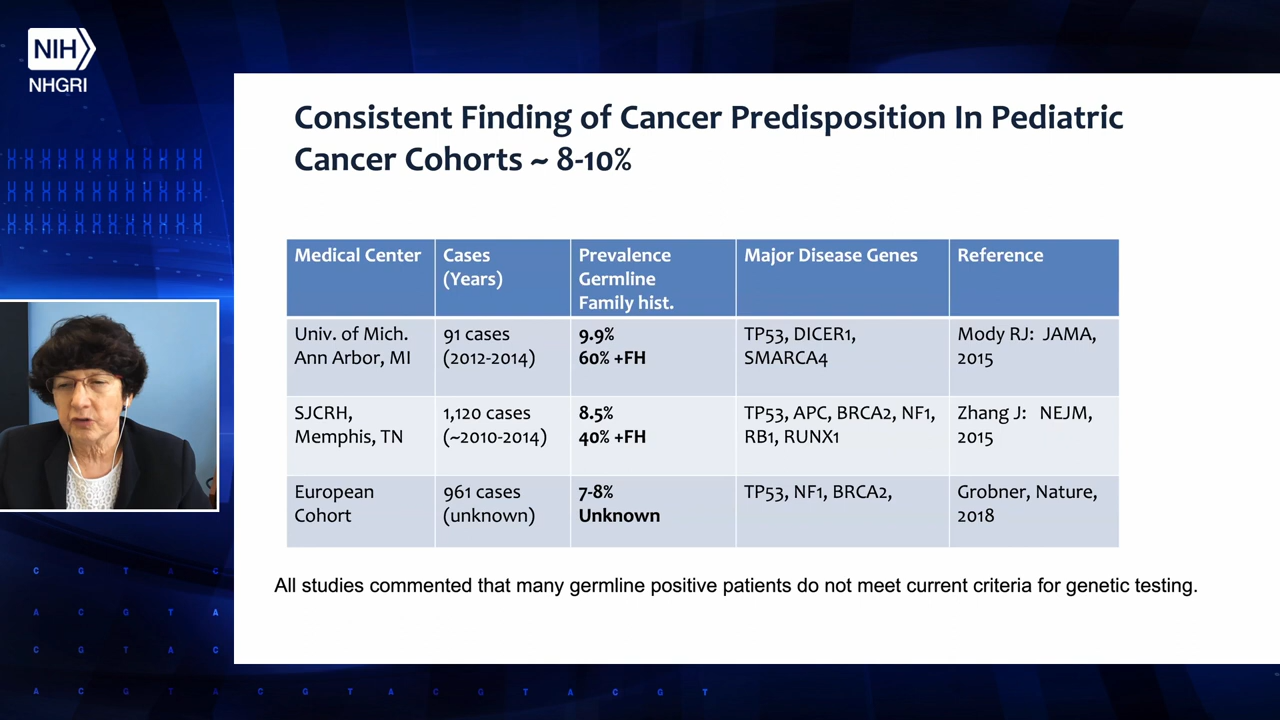 NIH
NHGRI
Consistent Finding of Cancer Predisposition In Pediatric
Cancer Cohorts ~ 8-10%
Medical Center
Cases
(Years)
Prevalence
Germline
Family hist.
Major Disease Genes
Reference
Univ. of Mich.
Ann Arbor, MI
91 cases
(2012-2014)
9.9%
60% +FH
TP53, DICER1,
SMARCA4
Mody RJ: JAMA,
2015
SJCRH,
Memphis, TN
1,120 cases
(~2010-2014)
8.5%
40% +FH
TP53, APC, BRCA2, NF1,
RB1, RUNX1
Zhang J: NEJM,
2015
European
Cohort
961 cases
(unknown)
7-8%
Unknown
TP53, NF1, BRCA2,
Grobner, Nature,
2018
All studies commented that many germline positive patients do not meet current criteria for genetic testing.
C G T A C
A C G T A
C G T A C
A C G T A C G T A C G T A C G T